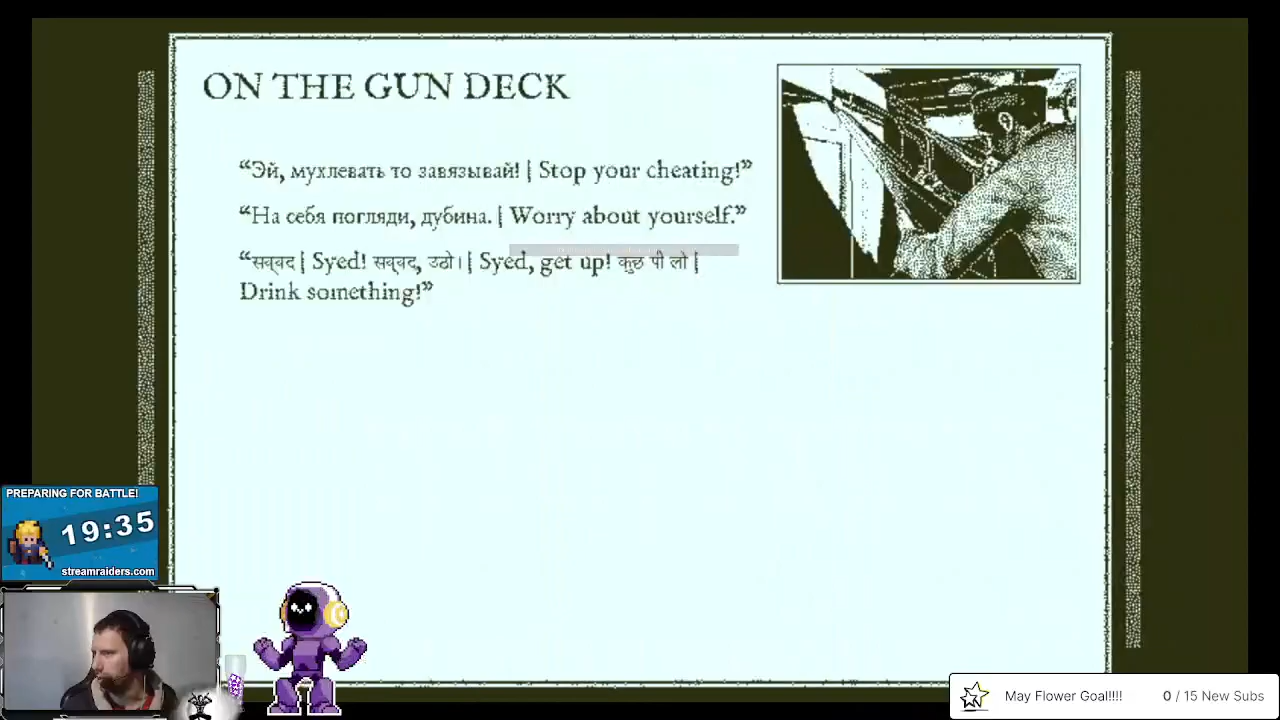 ON THE GUN DECK
“Эй, мухлевать то завязывай! | Stop your cheating!”
“На себя погляди, дубина. | Worry about yourself.”
“सय्यद | Syed! सय्यद, उठो। | Syed, get up! कुछ पी लो |
Drink something!”
PREPARING FOR BATTLE!
19:35
streamraiders.com
May Flower Goal!!!! 0 / 15 New Subs